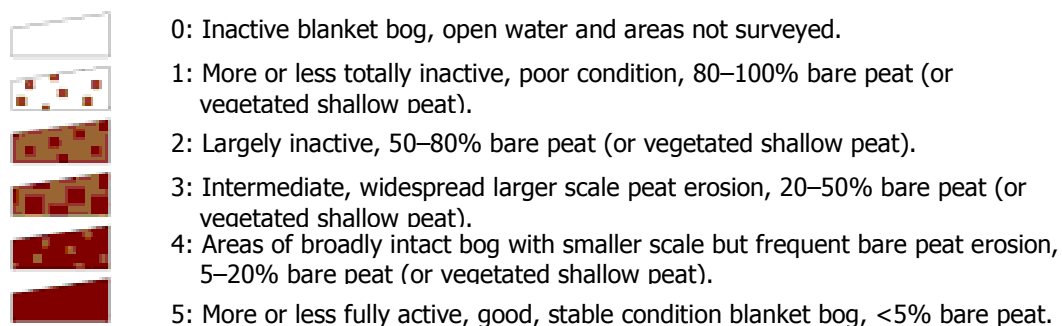 0: Inactive blanket bog, open water and areas not surveyed.
1: More or less totally inactive, poor condition, 80–100% bare peat (or
vegetated shallow peat).
2: Largely inactive, 50–80% bare peat (or vegetated shallow peat).
3: Intermediate, widespread larger scale peat erosion, 20–50% bare peat (or
vegetated shallow peat).
4: Areas of broadly intact bog with smaller scale but frequent bare peat erosion,
5–20% bare peat (or vegetated shallow peat).
5: More or less fully active, good, stable condition blanket bog, <5% bare peat.